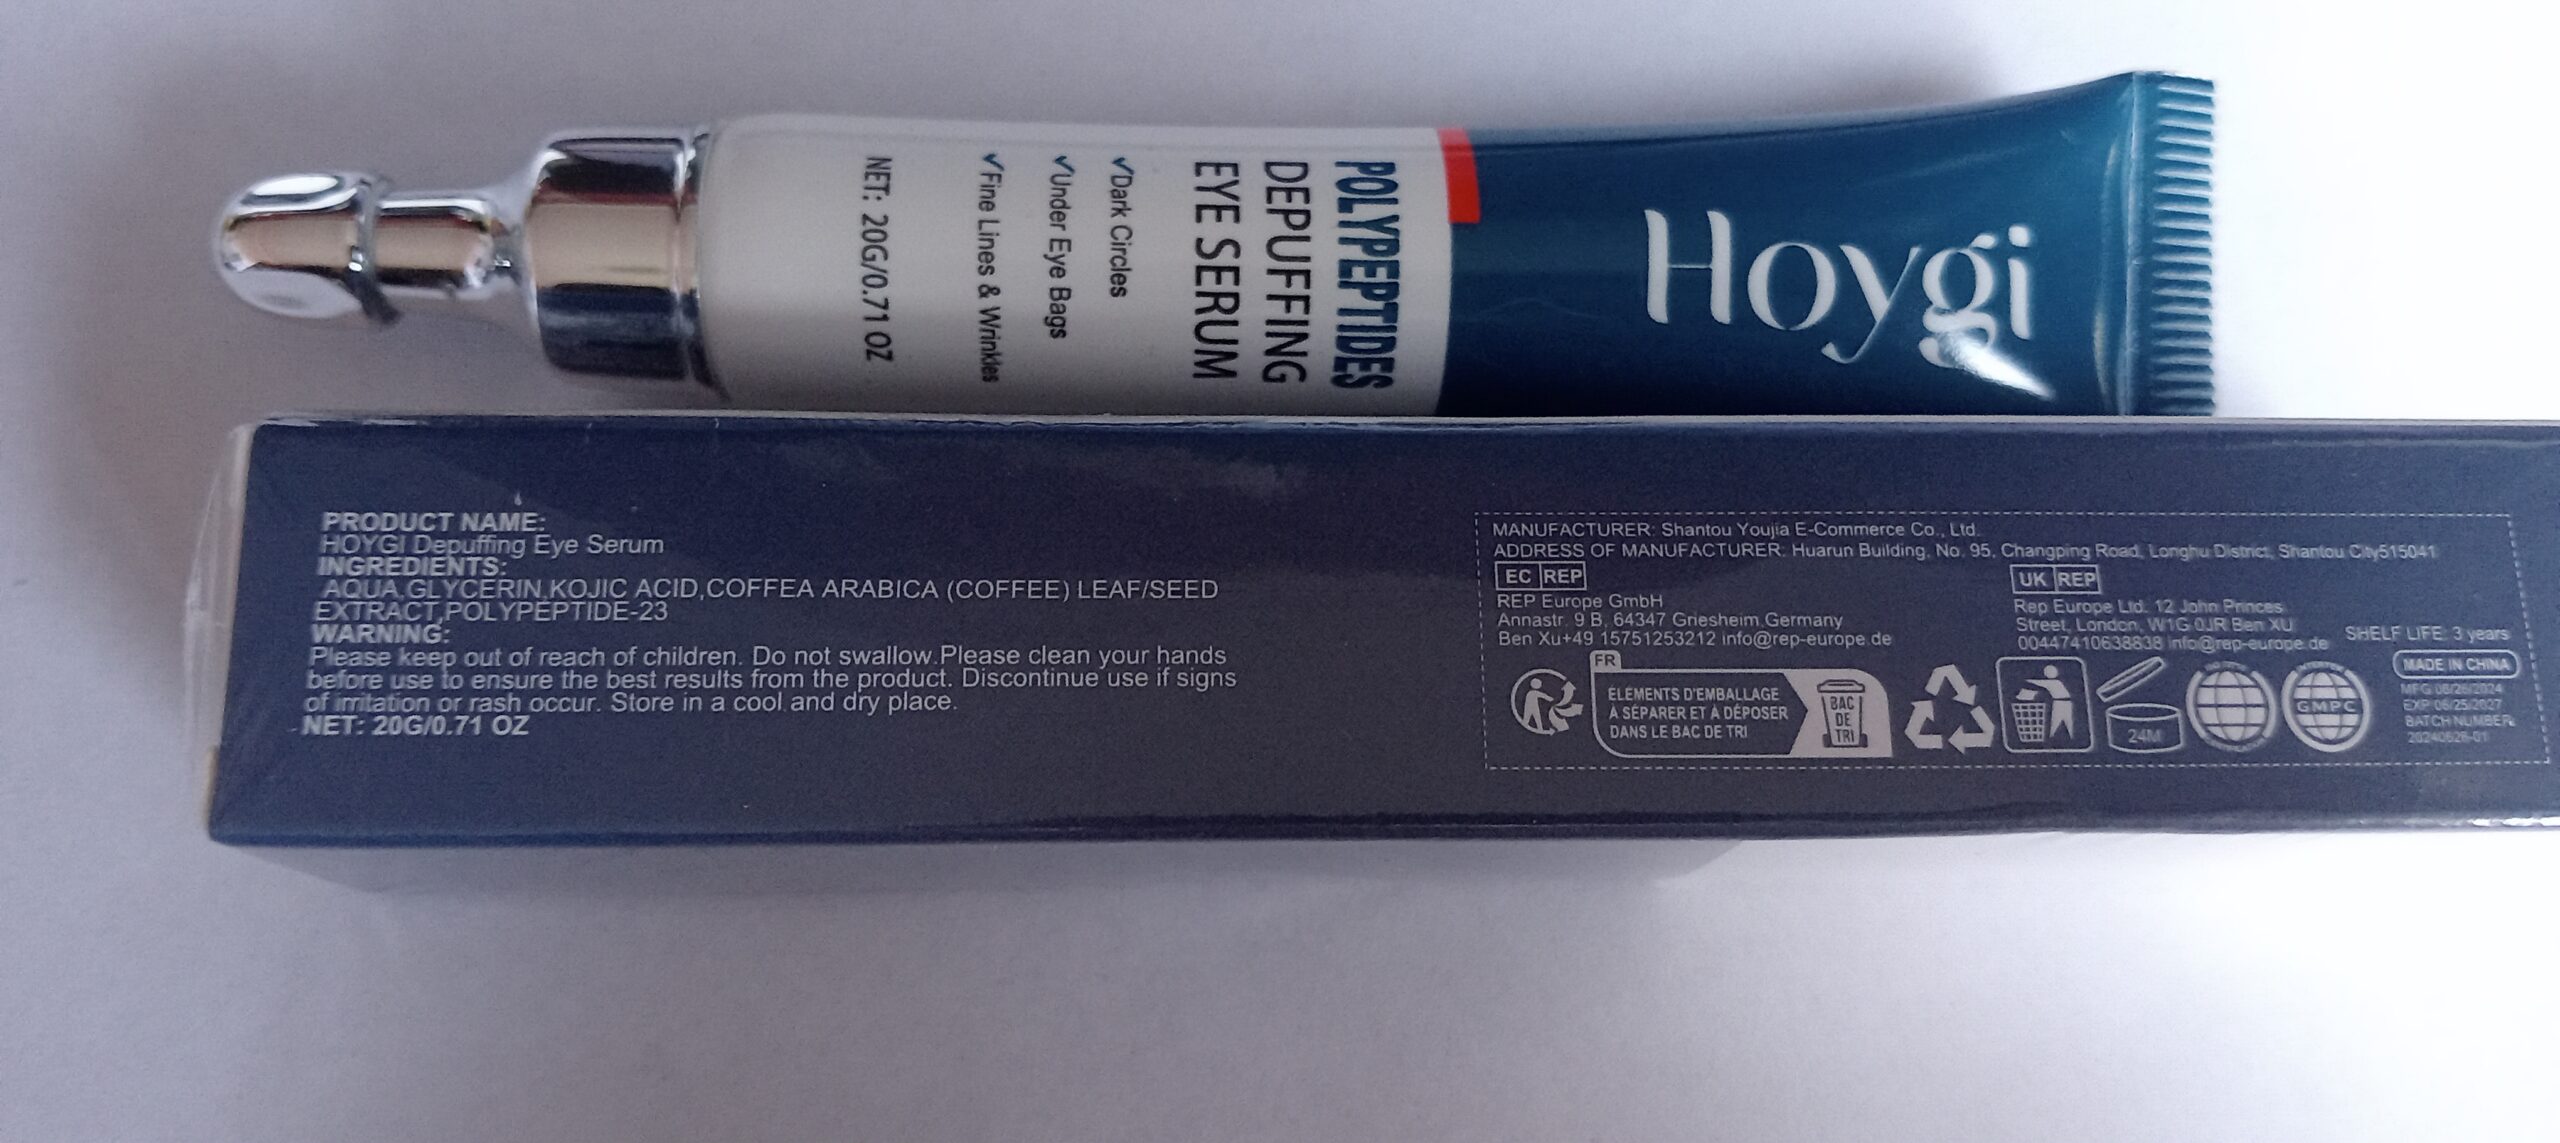 Hoygi
POLYPEPTIDES
DEPUFFING
EYE SERUM
✓Dark Circles
✓Under Eye Bags
✓Fine Lines & Wrinkles
NET: 20G/0.71 OZ
PRODUCT NAME:
HOYGI Depuffing Eye Serum
INGREDIENTS:
AQUA,GLYCERIN,KOJIC ACID,COFFEA ARABICA (COFFEE) LEAF/SEED
EXTRACT,POLYPEPTIDE-23
WARNING:
Please keep out of reach of children. Do not swallow.Please clean your hands
before use to ensure the best results from the product. Discontinue use if signs
of irritation or rash occur. Store in a cool and dry place.
NET: 20G/0.71 OZ
MANUFACTURER: Shantou Youjia E-Commerce Co., Ltd.
ADDRESS OF MANUFACTURER: Huarun Building, No. 95, Changping Road, Longhu District, Shantou City515041
EC REP
REP Europe GmbH
Annastr. 9 B, 64347 Griesheim,Germany
Ben Xu+49 15751253212 info@rep-europe.de
UK REP
Rep Europe Ltd. 12 John Princes
Street, London, W1G 0JR Ben XU
00447410638838 info@rep-europe.de
SHELF LIFE: 3 years
MADE IN CHINA
FR
ÉLÉMENTS D'EMBALLAGE
À SÉPARER ET À DÉPOSER
DANS LE BAC DE TRI
BAC
DE
TRI
24M
GMPC
MFG 06/26/2024
EXP 06/25/2027
BATCH NUMBER:
20240626-01